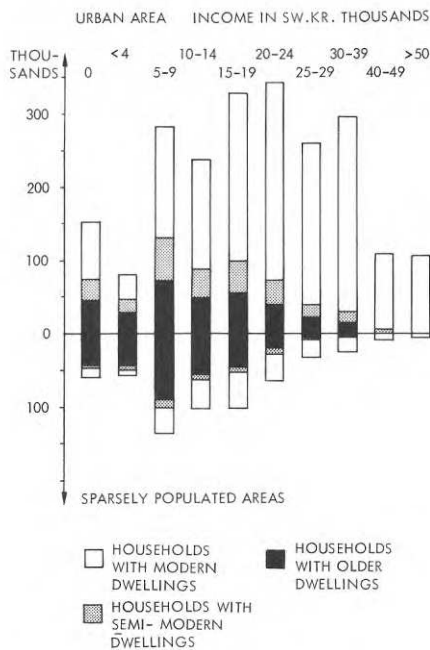 URBAN AREA INCOME IN SW.KR. THOUSANDS
THOU- <4 10–14 20–24 30–39 >50
SANDS 0 5–9 15–19 25–29 40–49
300
200
100
0
100
SPARSELY POPULATED AREAS
HOUSEHOLDS
WITH MODERN
DWELLINGS
HOUSEHOLDS
WITH OLDER
DWELLINGS
HOUSEHOLDS WITH
SEMI- MODERN
DWELLINGS